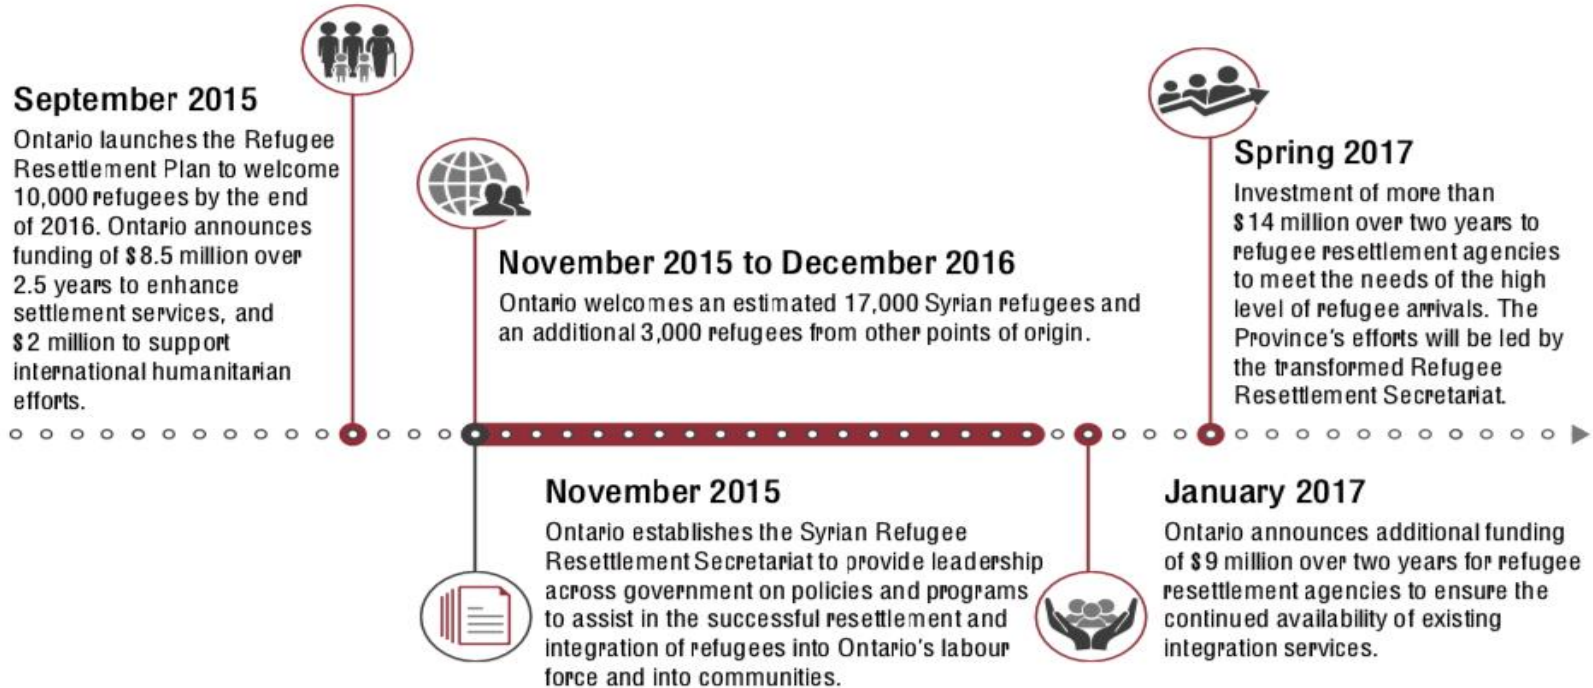 September 2015
Ontario launches the Refugee
Resettlement Plan to welcome
10,000 refugees by the end
of 2016. Ontario announces
funding of $8.5 million over
2.5 years to enhance
settlement services, and
$2 million to support
international humanitarian
efforts.
November 2015 to December 2016
Ontario welcomes an estimated 17,000 Syrian refugees and
an additional 3,000 refugees from other points of origin.
Spring 2017
Investment of more than
$14 million over two years to
refugee resettlement agencies
to meet the needs of the high
level of refugee arrivals. The
Province's efforts will be led by
the transformed Refugee
Resettlement Secretariat.
November 2015
Ontario establishes the Syrian Refugee
Resettlement Secretariat to provide leadership
across government on policies and programs
to assist in the successful resettlement and
integration of refugees into Ontario's labour
force and into communities.
January 2017
Ontario announces additional funding
of $9 million over two years for refugee
resettlement agencies to ensure the
continued availability of existing
integration services.